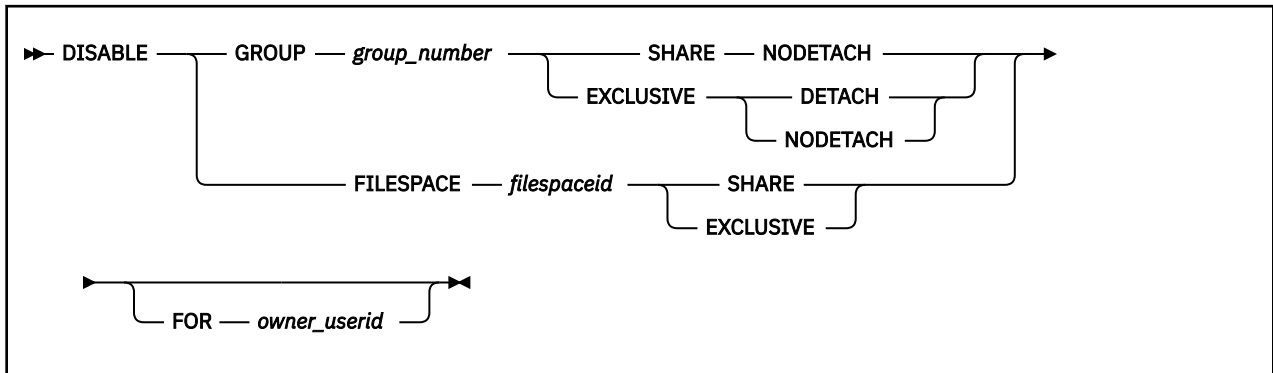 DISABLE GROUP group_number SHARE NODETACH
EXCLUSIVE DETACH
NODETACH
FILESPACE filespaceid SHARE
EXCLUSIVE
FOR owner_userid